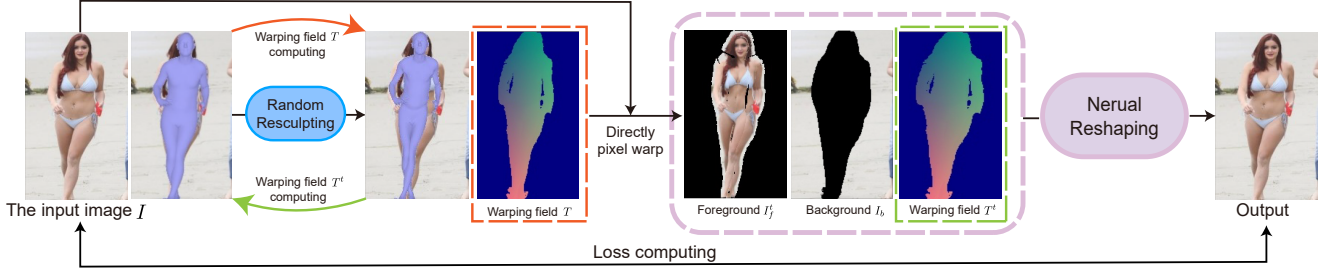 Warping field T
computing
Random
Resculpting
Warping field T^t
computing
The input image I
Warping field T
Directly
pixel warp
Foreground I_f^t
Background I_b
Warping field T^t
Nerual
Reshaping
Output
Loss computing